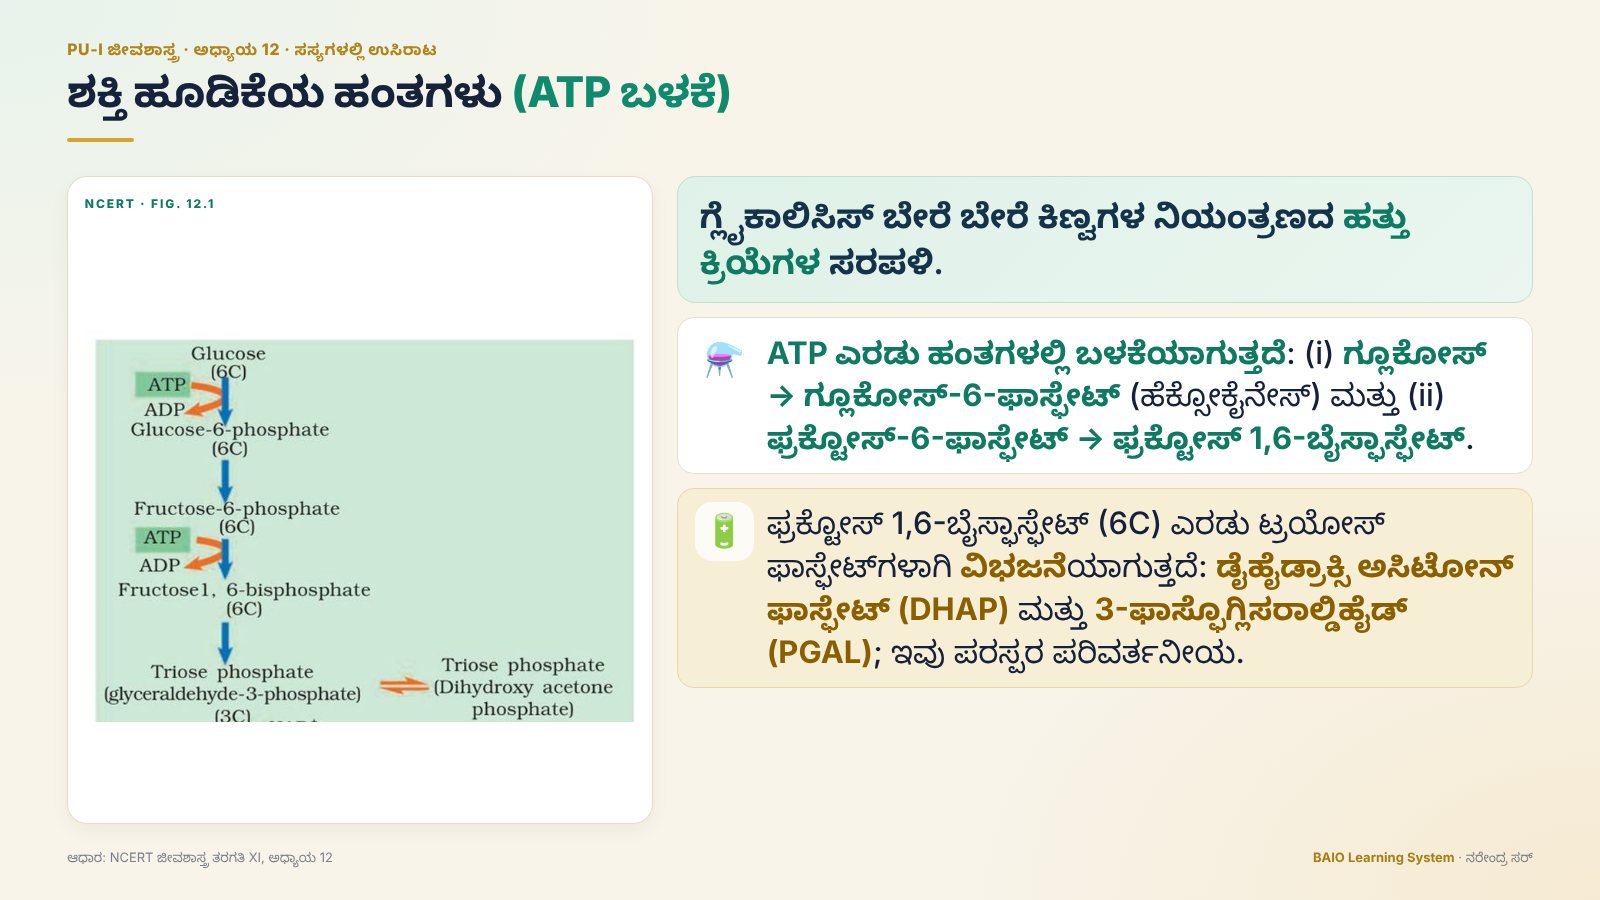 PU-I ಜೀವಶಾಸ್ತ್ರ · ಅಧ್ಯಾಯ 12 · ಸಸ್ಯಗಳಲ್ಲಿ ಉಸಿರಾಟ
ಶಕ್ತಿ ಹೂಡಿಕೆಯ ಹಂತಗಳು (ATP ಬಳಕೆ)
NCERT · FIG. 12.1
Glucose
(6C)
ATP
ADP
Glucose-6-phosphate
(6C)
Fructose-6-phosphate
(6C)
ATP
ADP
Fructose1, 6-bisphosphate
(6C)
Triose phosphate
(glyceraldehyde-3-phosphate)
(3C)
Triose phosphate
(Dihydroxy acetone
phosphate)
ಗ್ಲೈಕಾಲಿಸಿಸ್ ಬೇರೆ ಬೇರೆ ಕಿಣ್ವಗಳ ನಿಯಂತ್ರಣದ ಹತ್ತು
ಕ್ರಿಯೆಗಳ ಸರಪಳಿ.
ATP ಎರಡು ಹಂತಗಳಲ್ಲಿ ಬಳಕೆಯಾಗುತ್ತದೆ: (i) ಗ್ಲೂಕೋಸ್
→ ಗ್ಲೂಕೋಸ್-6-ಫಾಸ್ಫೇಟ್ (ಹೆಕ್ಸೋಕೈನೇಸ್) ಮತ್ತು (ii)
ಫ್ರಕ್ಟೋಸ್-6-ಫಾಸ್ಫೇಟ್ → ಫ್ರಕ್ಟೋಸ್ 1,6-ಬೈಸ್ಫಾಸ್ಫೇಟ್.
ಫ್ರಕ್ಟೋಸ್ 1,6-ಬೈಸ್ಫಾಸ್ಫೇಟ್ (6C) ಎರಡು ಟ್ರಯೋಸ್
ಫಾಸ್ಫೇಟ್‌ಗಳಾಗಿ ವಿಭಜನೆಯಾಗುತ್ತದೆ: ಡೈಹೈಡ್ರಾಕ್ಸಿ ಅಸಿಟೋನ್
ಫಾಸ್ಫೇಟ್ (DHAP) ಮತ್ತು 3-ಫಾಸ್ಫೊಗ್ಲಿಸರಾಲ್ಡಿಹೈಡ್
(PGAL); ಇವು ಪರಸ್ಪರ ಪರಿವರ್ತನೀಯ.
ಆಧಾರ: NCERT ಜೀವಶಾಸ್ತ್ರ ತರಗತಿ XI, ಅಧ್ಯಾಯ 12
BAIO Learning System · ನರೇಂದ್ರ ಸರ್